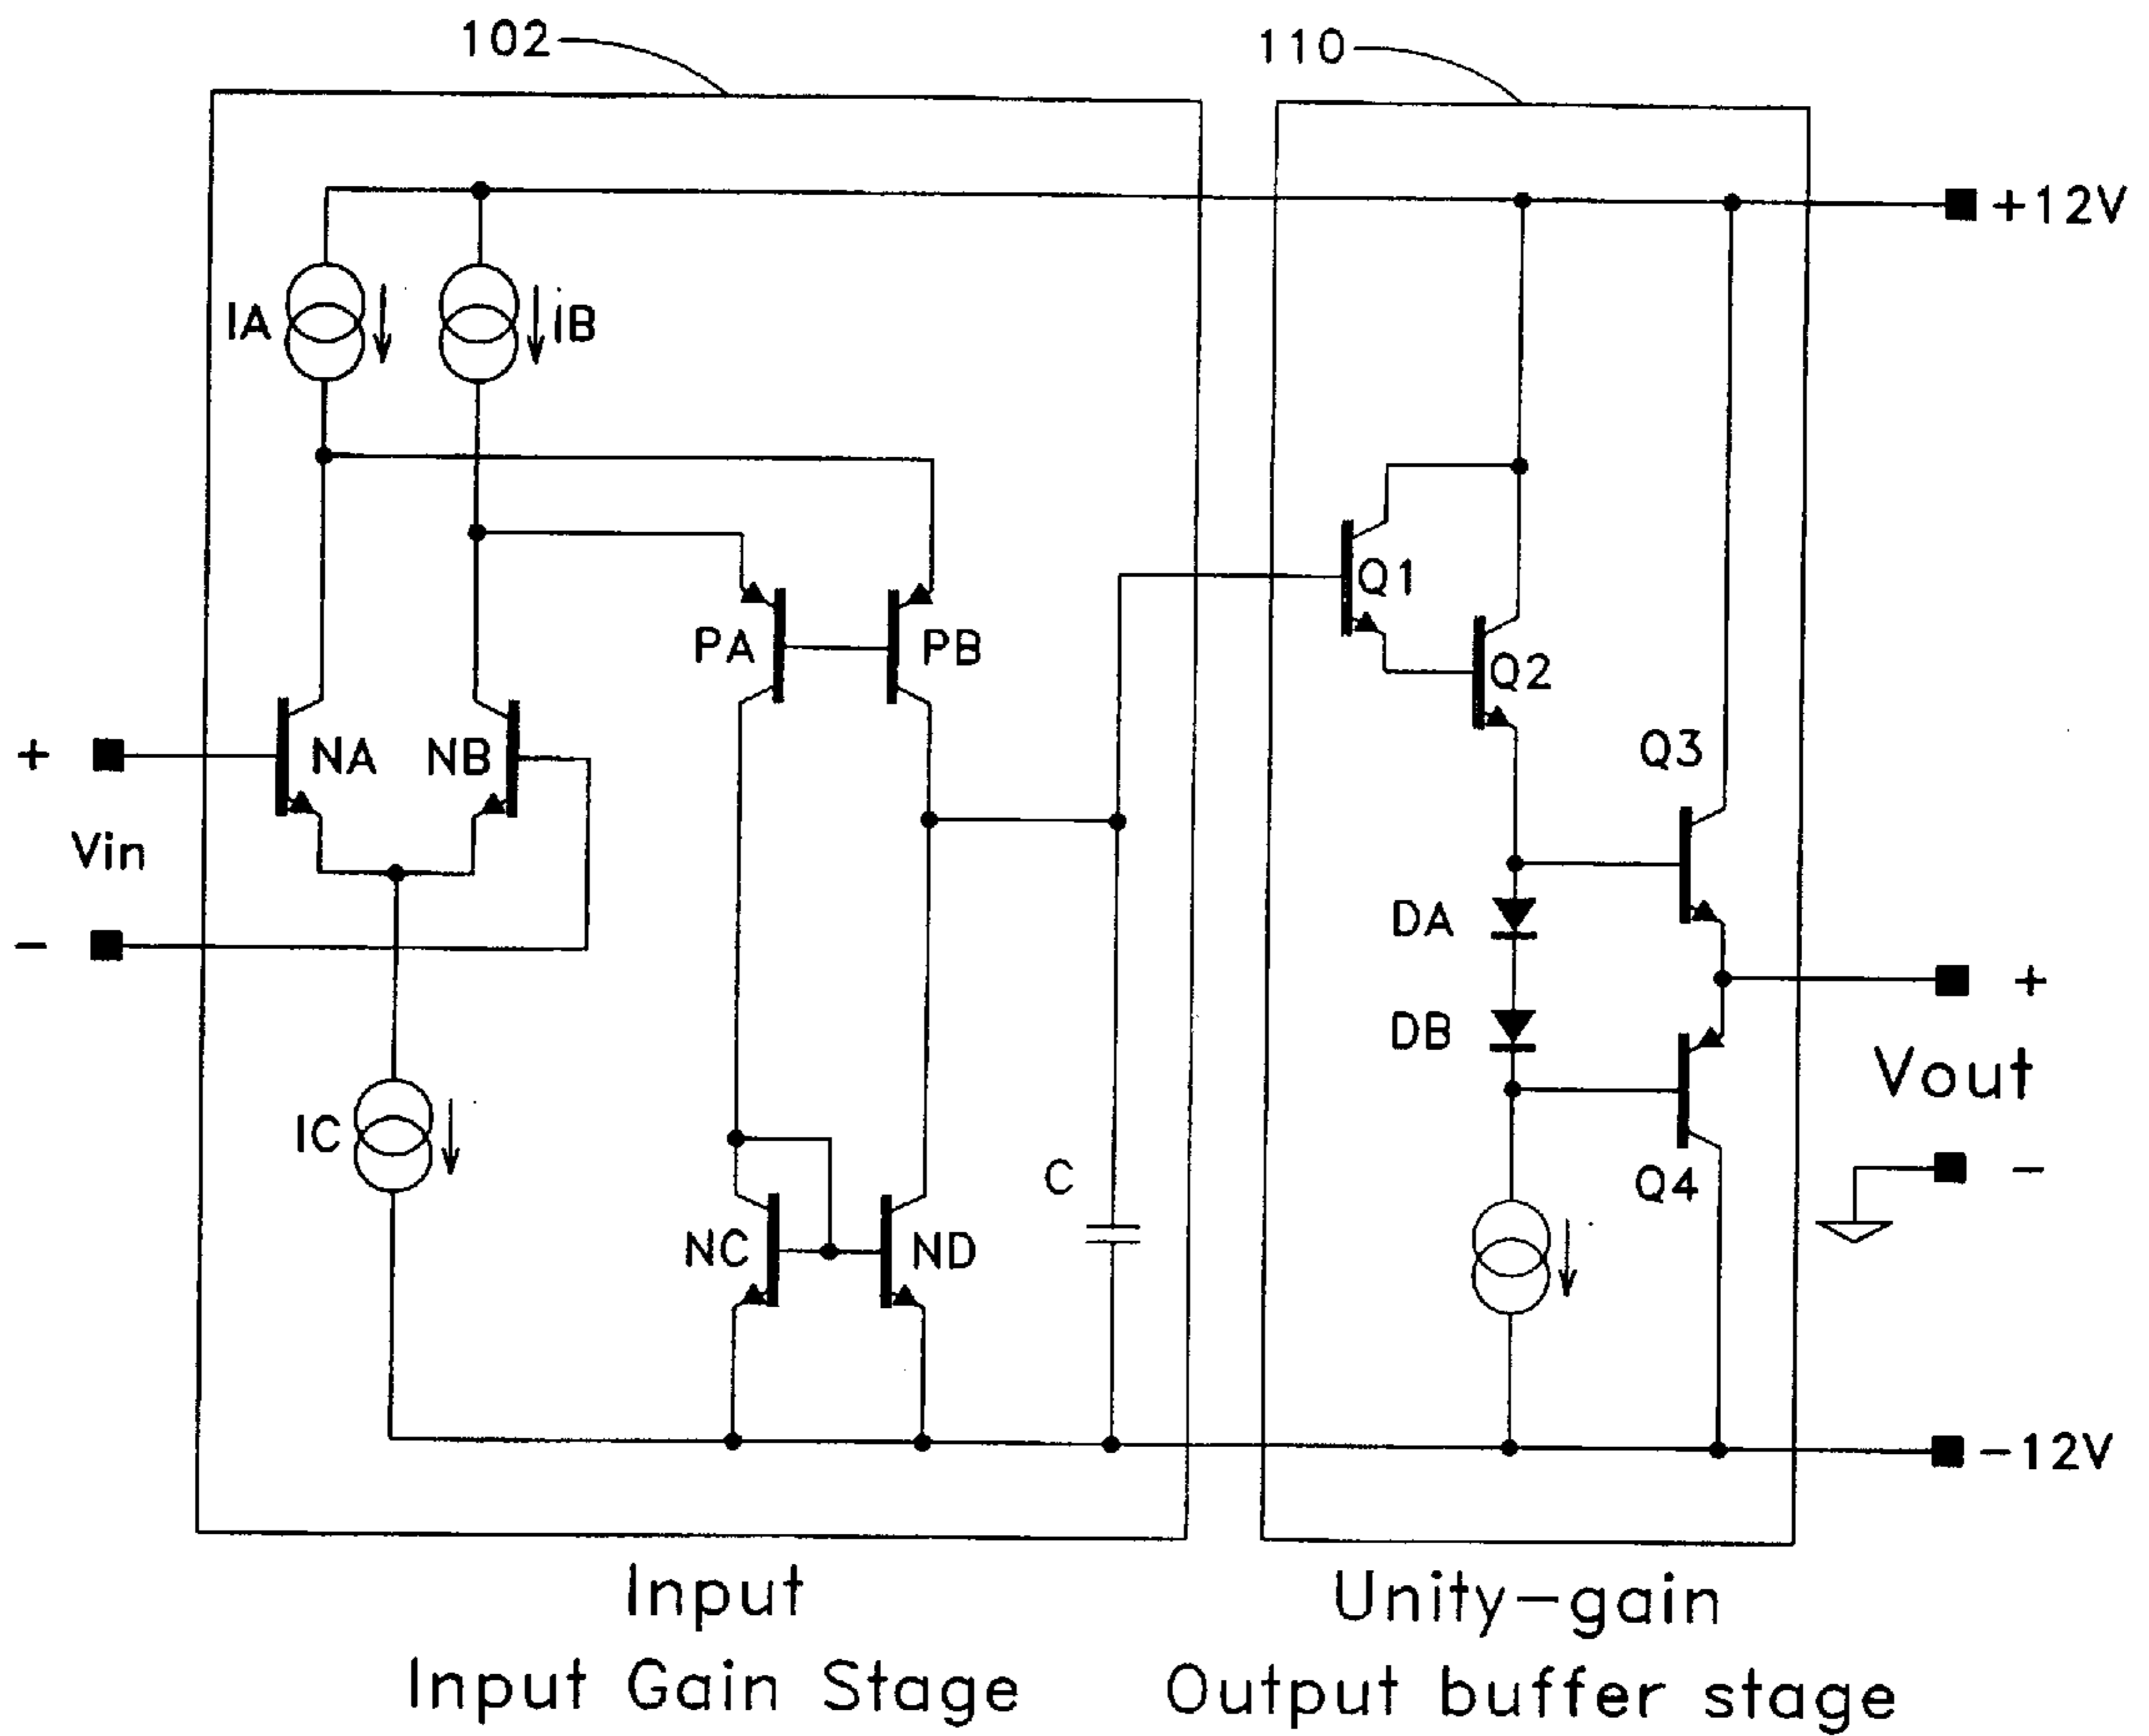 102
110
+12V
IA
IB
PA
PB
Q1
Q2
+
NA
NB
Q3
Vin
DA
-
+
DB
Vout
IC
C
-
Q4
NC
ND
-12V
Input
Unity-gain
Input Gain Stage
Output buffer stage